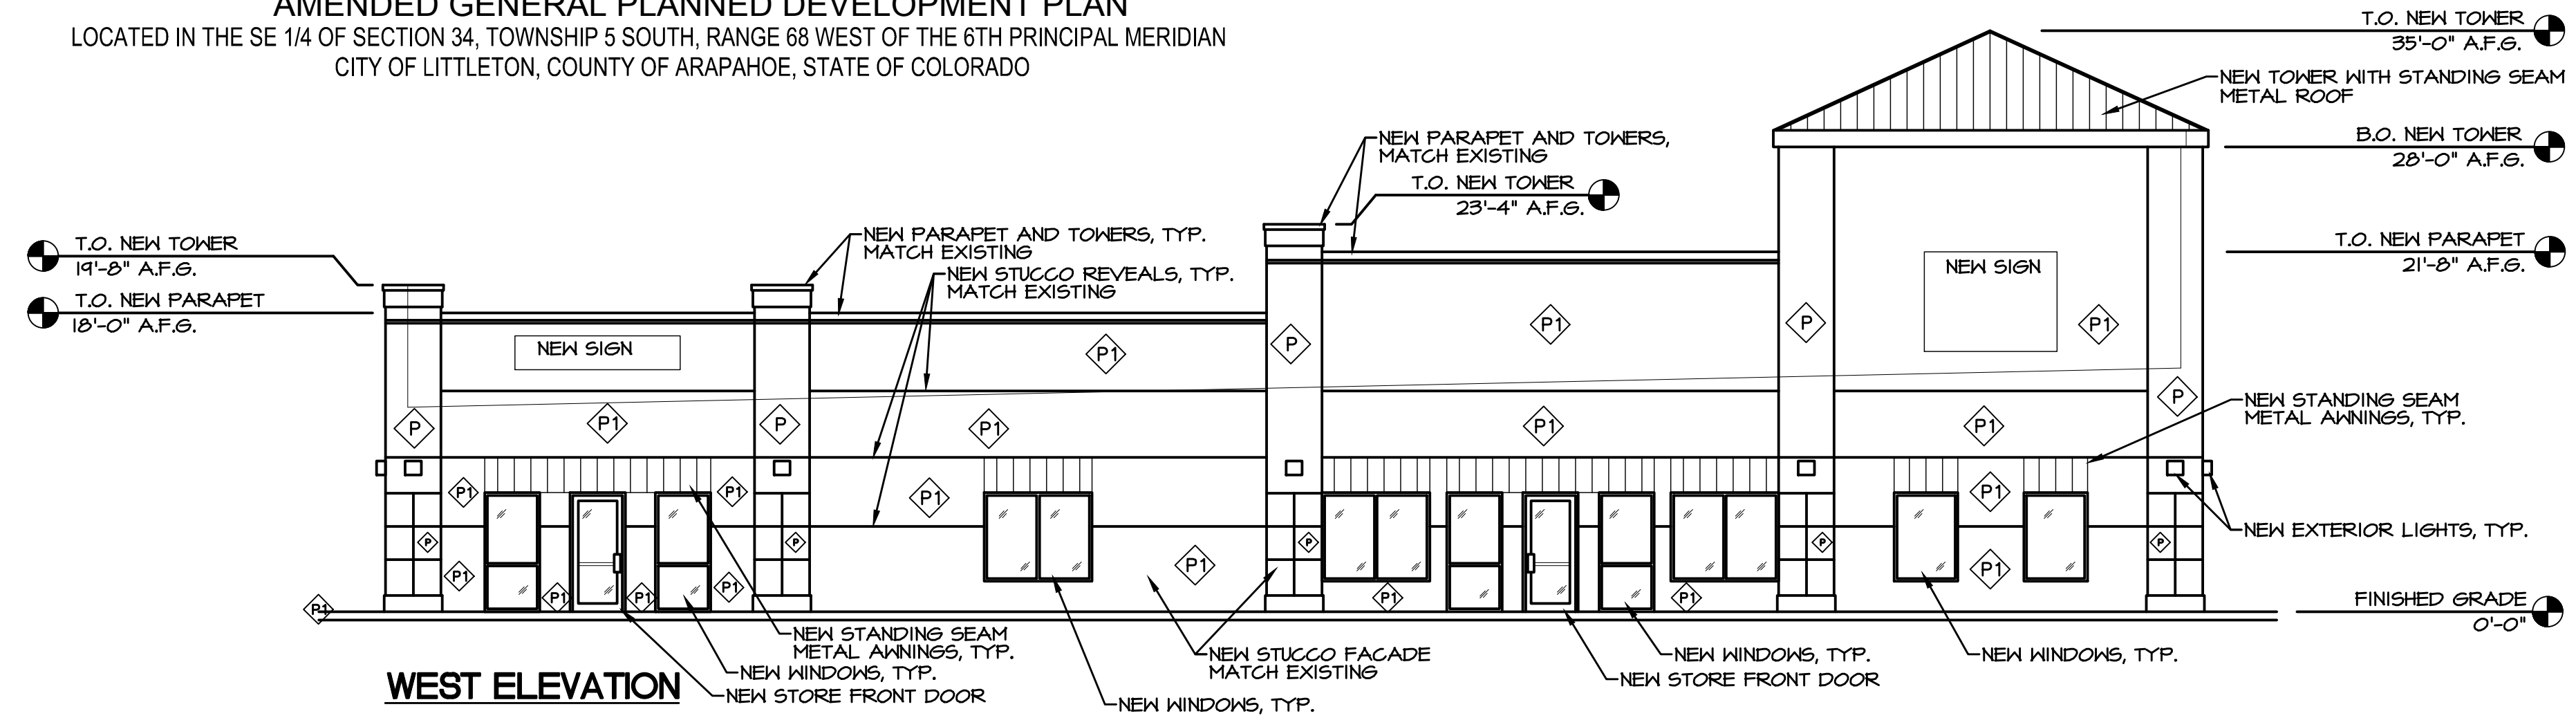 AMENDED GENERAL PLANNED DEVELOPMENT PLAN
LOCATED IN THE SE 1/4 OF SECTION 34, TOWNSHIP 5 SOUTH, RANGE 68 WEST OF THE 6TH PRINCIPAL MERIDIAN
CITY OF LITTLETON, COUNTY OF ARAPAHOE, STATE OF COLORADO
T.O. NEW TOWER
35'-0" A.F.G.
NEW TOWER WITH STANDING SEAM
METAL ROOF
B.O. NEW TOWER
28'-0" A.F.G.
NEW PARAPET AND TOWERS,
MATCH EXISTING
T.O. NEW TOWER
23'-4" A.F.G.
T.O. NEW PARAPET
21'-8" A.F.G.
NEW PARAPET AND TOWERS, TYP.
MATCH EXISTING
NEW STUCCO REVEALS, TYP.
MATCH EXISTING
T.O. NEW TOWER
19'-8" A.F.G.
T.O. NEW PARAPET
18'-0" A.F.G.
NEW SIGN
NEW SIGN
P1
P
P1
P
P1
P
P1
P
P1
P1
P1
P
NEW STANDING SEAM
METAL AWNINGS, TYP.
P1
P1
P1
P1
P
P
P
P
P
P1
P1
P1
P1
P1
P1
P1
P1
P1
P1
NEW EXTERIOR LIGHTS, TYP.
FINISHED GRADE
0'-0"
NEW STANDING SEAM
METAL AWNINGS, TYP.
NEW WINDOWS, TYP.
NEW STORE FRONT DOOR
NEW WINDOWS, TYP.
NEW STUCCO FACADE
MATCH EXISTING
NEW WINDOWS, TYP.
NEW STORE FRONT DOOR
NEW WINDOWS, TYP.
WEST ELEVATION